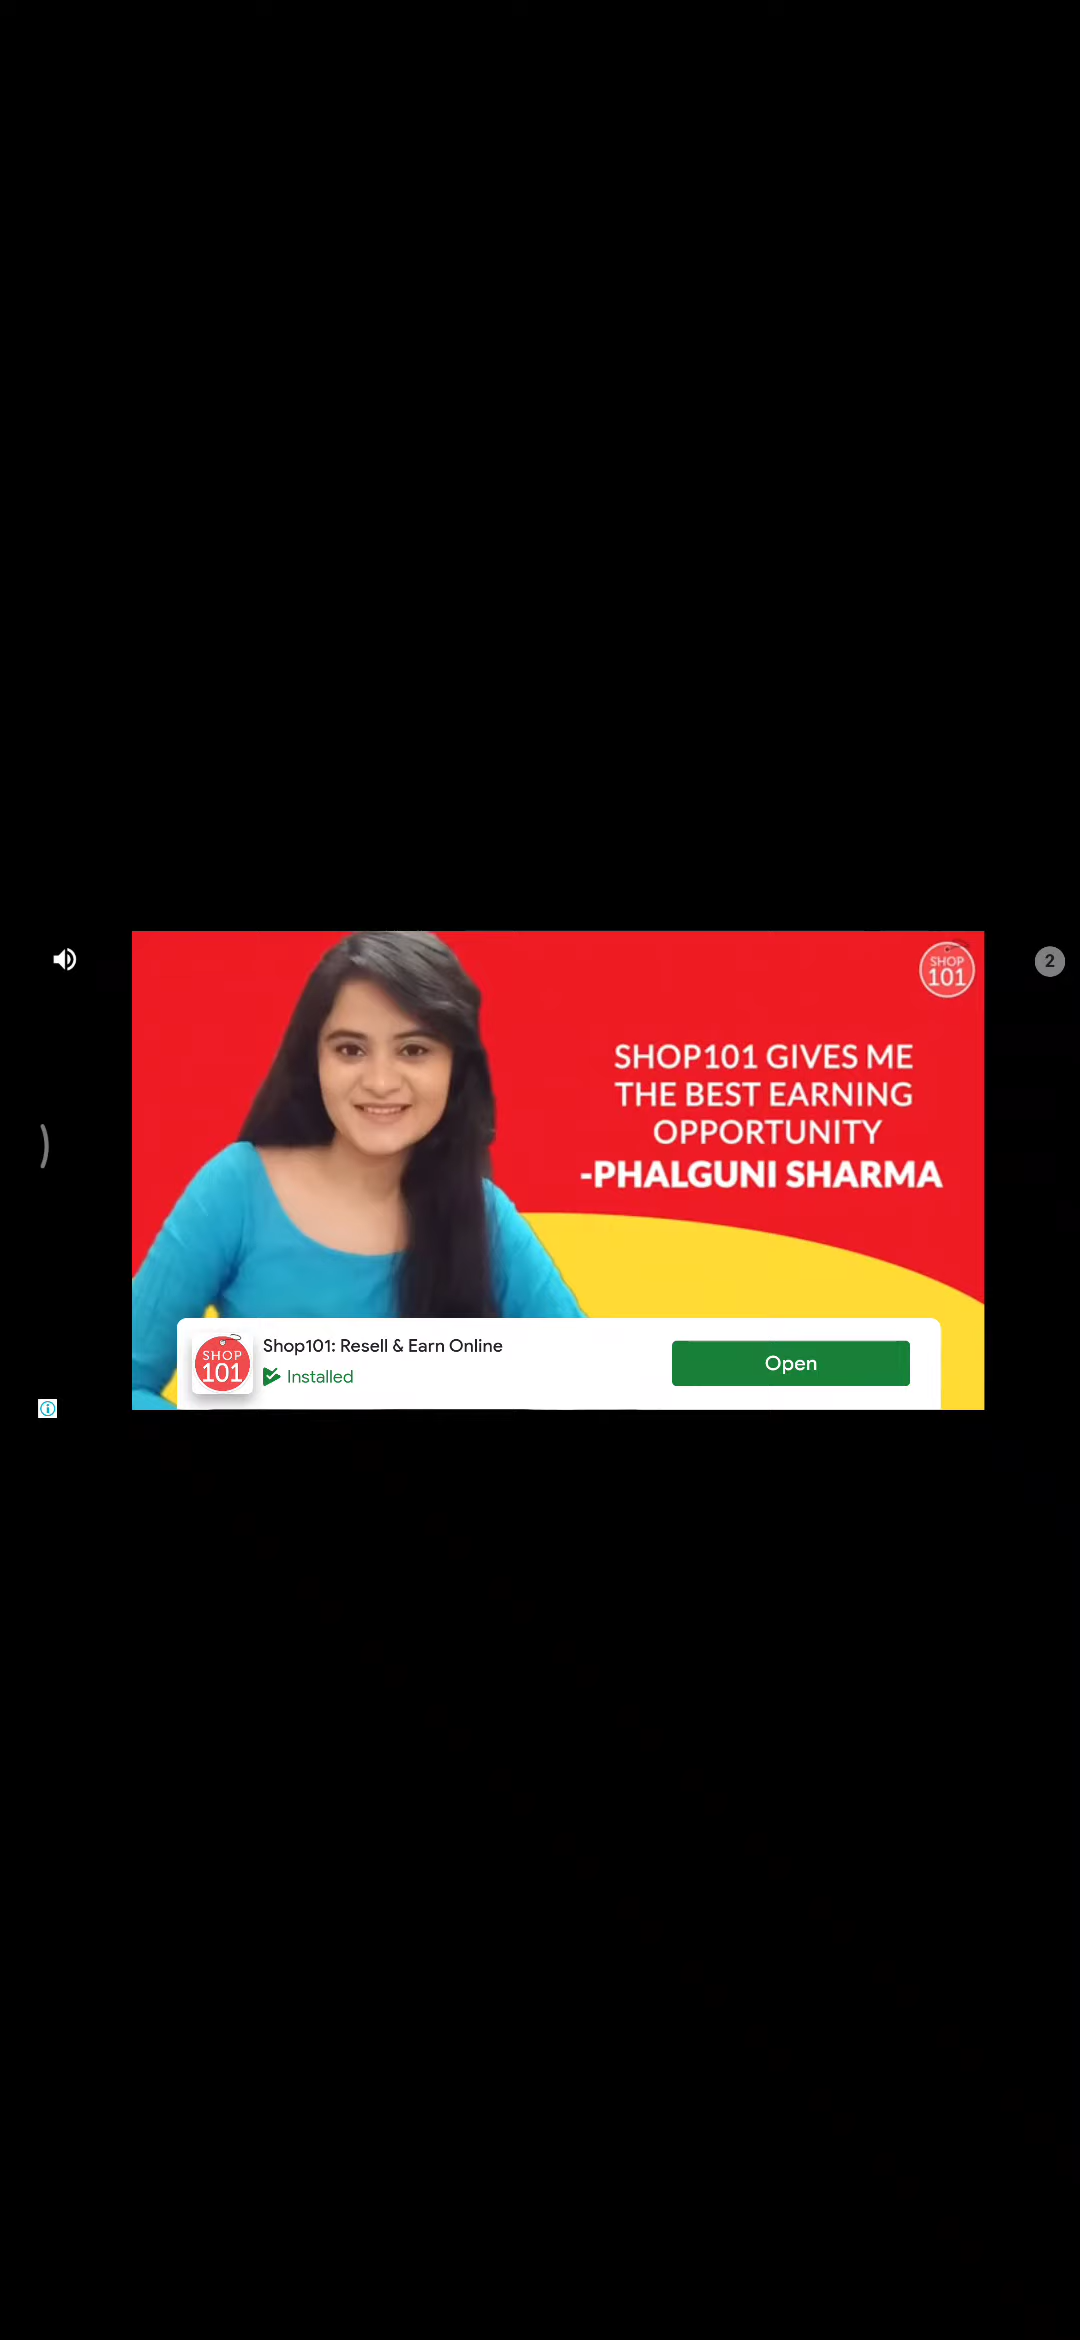 SHOP
101
2
SHOP101 GIVES ME
THE BEST EARNING
OPPORTUNITY
-PHALGUNI SHARMA
SHOP
101
Shop101: Resell & Earn Online
Installed
Open